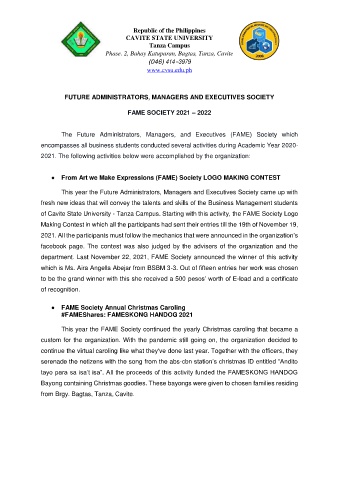 Republic of the Philippines
CAVITE STATE UNIVERSITY
Tanza Campus
Phase. 2, Bahay Katuparan, Bagtas, Tanza, Cavite
(046) 414-3979
www.cvsu.edu.ph
FUTURE ADMINISTRATORS, MANAGERS AND EXECUTIVES SOCIETY
FAME SOCIETY 2021 – 2022
The Future Administrators, Managers, and Executives (FAME) Society which
encompasses all business students conducted several activities during Academic Year 2020-
2021. The following activities below were accomplished by the organization:
• From Art we Make Expressions (FAME) Society LOGO MAKING CONTEST
This year the Future Administrators, Managers and Executives Society came up with
fresh new ideas that will convey the talents and skills of the Business Management students
of Cavite State University - Tanza Campus. Starting with this activity, the FAME Society Logo
Making Contest in which all the participants had sent their entries till the 19th of November 19,
2021. All the participants must follow the mechanics that were announced in the organization's
facebook page. The contest was also judged by the advisers of the organization and the
department. Last November 22, 2021, FAME Society announced the winner of this activity
which is Ms. Aira Angells Abejar from BSBM 3-3. Out of fifteen entries her work was chosen
to be the grand winner with this she received a 500 pesos' worth of E-load and a certificate
of recognition.
• FAME Society Annual Christmas Caroling
#FAMEShares: FAMESKONG HANDOG 2021
This year the FAME Society continued the yearly Christmas caroling that became a
custom for the organization. With the pandemic still going on, the organization decided to
continue the virtual caroling like what they've done last year. Together with the officers, they
serenade the netizens with the song from the abs-cbn station's christmas ID entitled "Andito
tayo para sa isa't isa". All the proceeds of this activity funded the FAMESKONG HANDOG
Bayong containing Christmas goodies. These bayongs were given to chosen families residing
from Brgy. Bagtas, Tanza, Cavite.